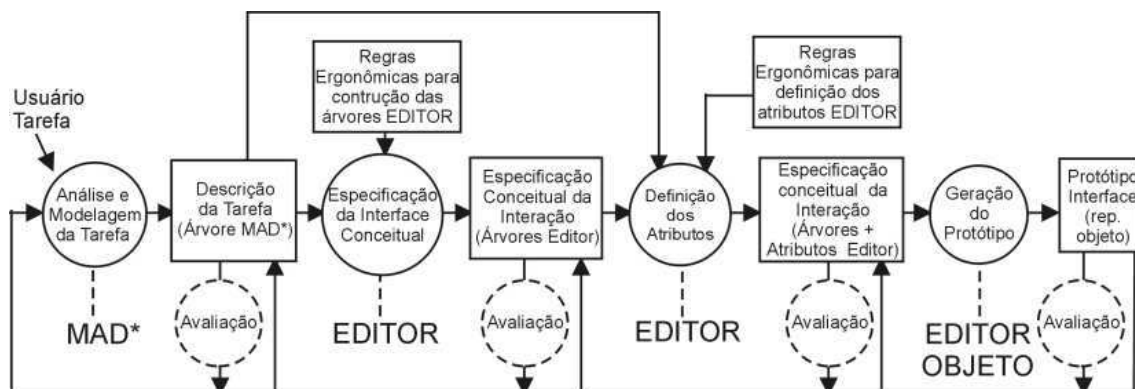 Regras
Ergonômicas para
contrução das
árvores EDITOR
Regras
Ergonômicas para
definição dos
atributos EDITOR
Usuário
Tarefa
Análise e
Modelagem
da Tarefa
Descrição
da Tarefa
(Árvore MAD*)
Especificação
da Interface
Conceitual
Especificação
Conceitual da
Interação
(Árvores Editor)
Definição
dos
Atributos
Especificação
conceitual da
Interação
(Árvores +
Atributos Editor)
Geração
do
Protótipo
Protótipo
Interface
(rep.
objeto)
MAD*
Avaliação
EDITOR
Avaliação
EDITOR
Avaliação
EDITOR
OBJETO
Avaliação